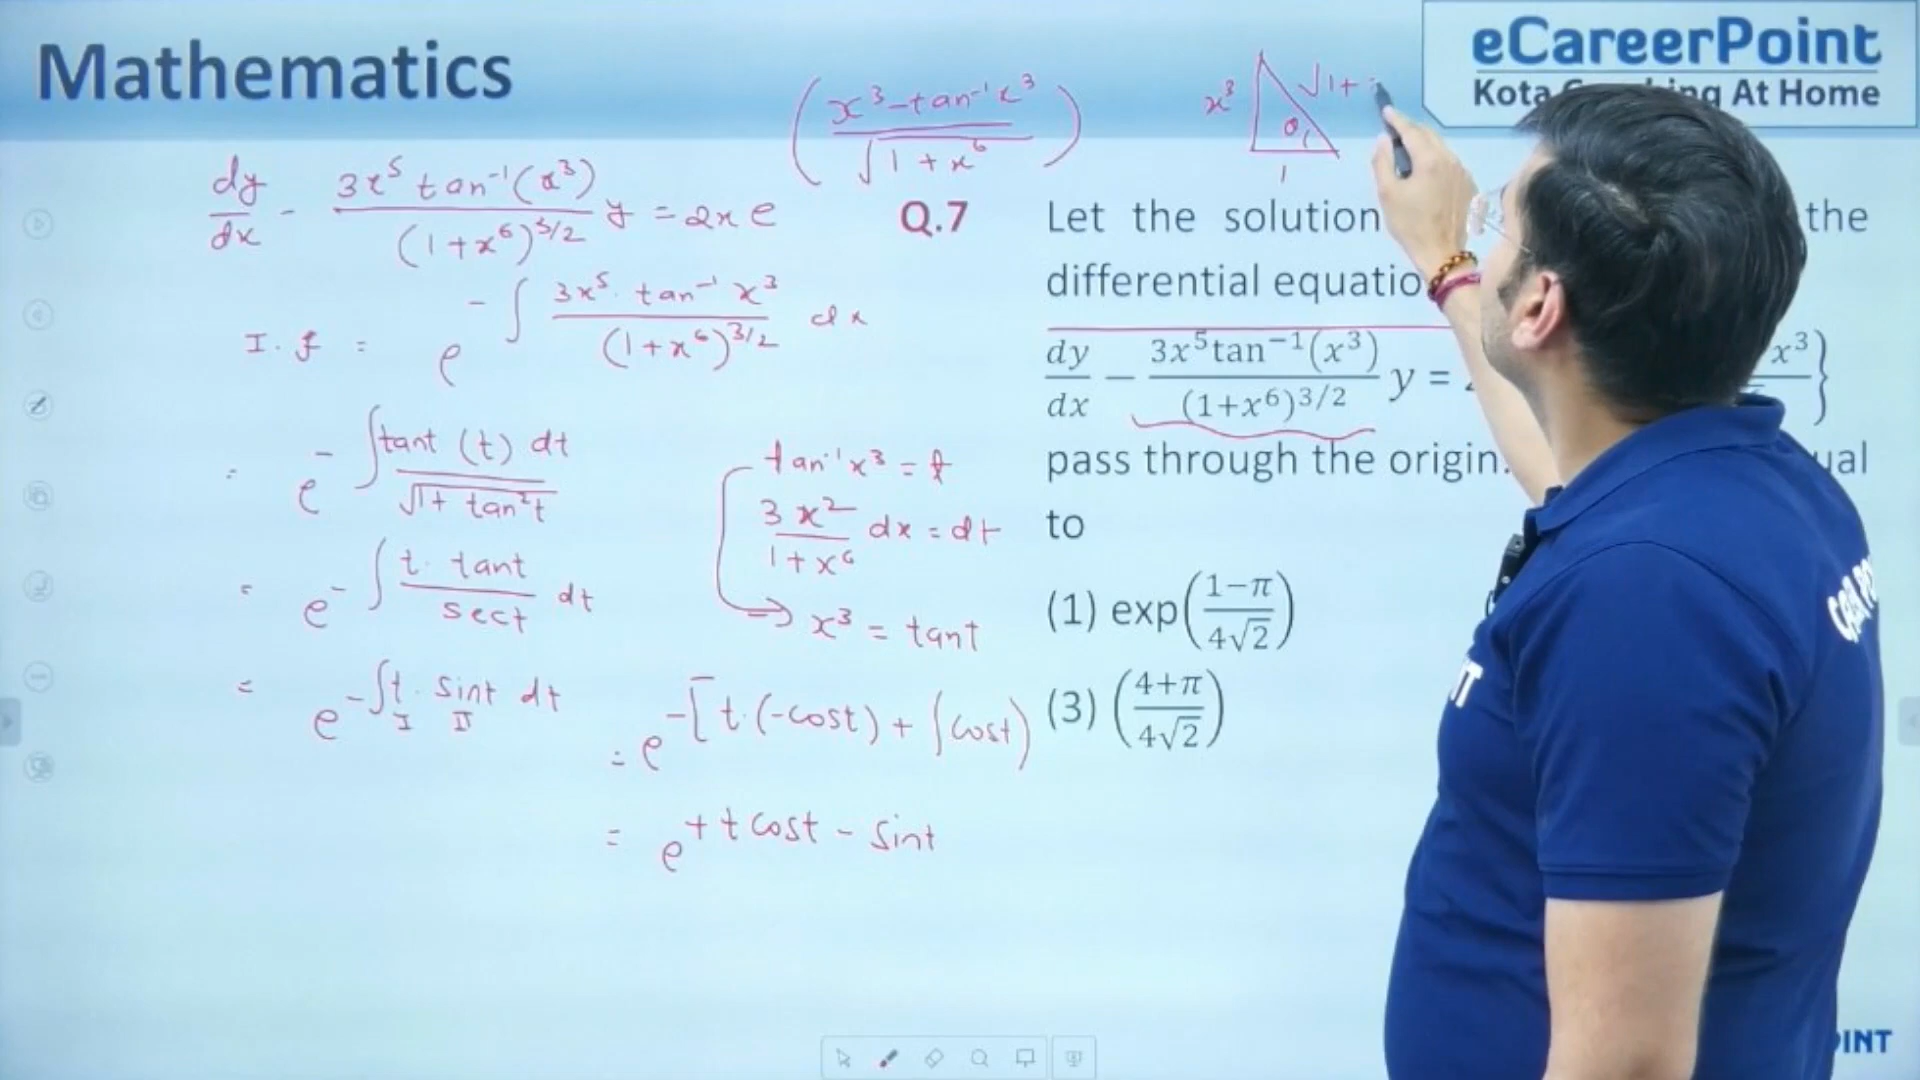 Mathematics
eCareerPoint
Kota ng At Home
(x³-tan⁻¹x³ / √1+x⁶)
x³ √1+
θ
1
dy/dx - 3x⁵ tan⁻¹(x³)/(1+x⁶)³/² y = 2x e
I.f = e^-∫ 3x⁵. tan⁻¹ x³/(1+x⁶)³/² dx
= e^-∫ tant (t) dt/√1+tan²t
= e^-∫ t. tant/sect dt
= e^-∫t. sint dt
I II
tan⁻¹x³ = t
3x²/1+x⁶ dx = dt
→ x³ = tant
= e^-[t.(-cost)+∫cost)
= e^+tcost - sint
Q.7 Let the solution the
differential equatio
dy/dx − 3x⁵tan⁻¹(x³)/(1+x⁶)³/² y = x³)}
pass through the origin. ual
to
(1) exp(1−π/4√2)
(3) (4+π/4√2)
INT